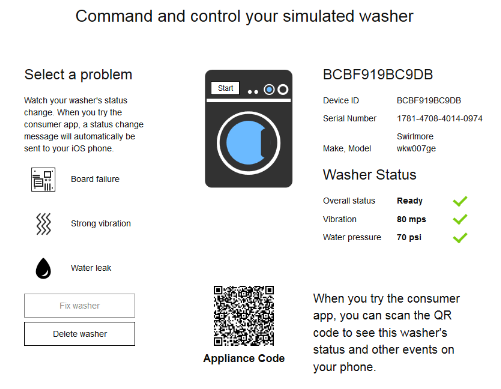 Command and control your simulated washer
Select a problem
Watch your washer's status
change. When you try the
consumer app, a status change
message will automatically be
sent to your iOS phone.
Board failure
Strong vibration
Water leak
Fix washer
Delete washer
Start
Appliance Code
BCBF919BC9DB
Device ID BCBF919BC9DB
Serial Number 1781-4708-4014-0974
Swirlmore
Make, Model wkw007ge
Washer Status
Overall status Ready
Vibration 80 mps
Water pressure 70 psi
When you try the consumer
app, you can scan the QR
code to see this washer's
status and other events on
your phone.